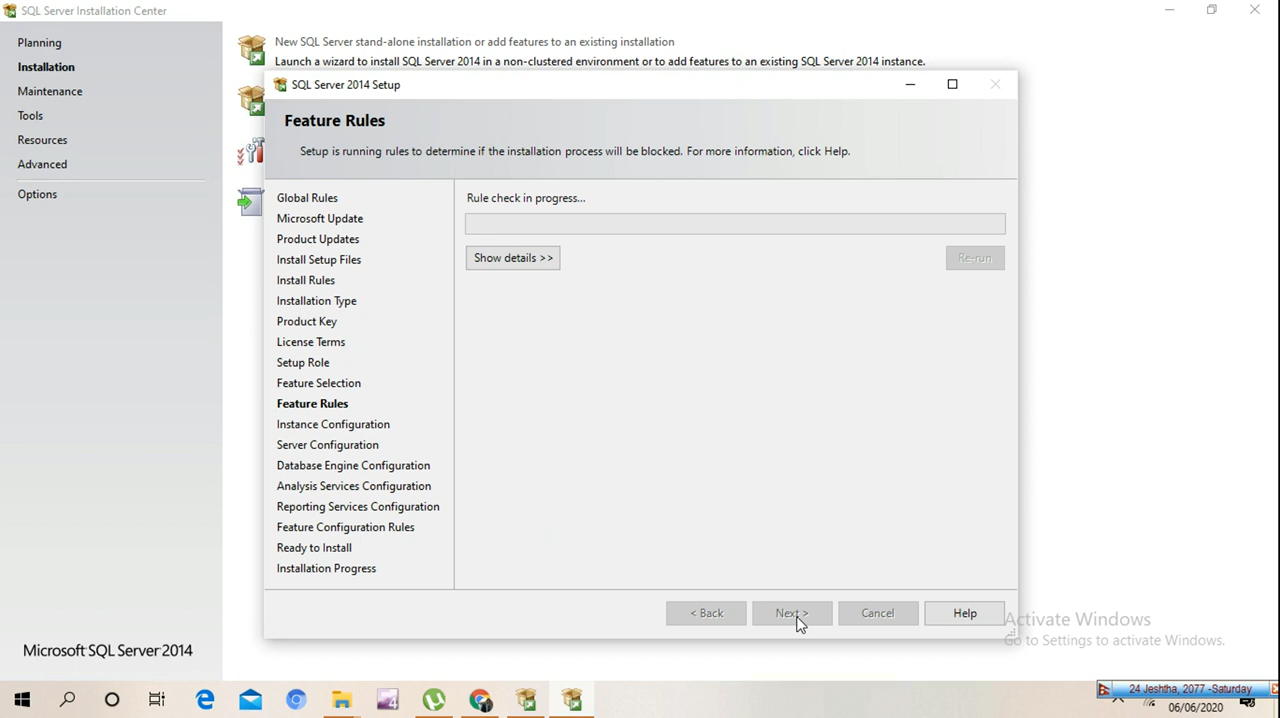 SQL Server Installation Center
Planning
Installation
Maintenance
Tools
Resources
Advanced
Options
Microsoft SQL Server 2014
New SQL Server stand-alone installation or add features to an existing installation
Launch a wizard to install SQL Server 2014 in a non-clustered environment or to add features to an existing SQL Server 2014 instance.
SQL Server 2014 Setup
Feature Rules
Setup is running rules to determine if the installation process will be blocked. For more information, click Help.
Global Rules
Microsoft Update
Product Updates
Install Setup Files
Install Rules
Installation Type
Product Key
License Terms
Setup Role
Feature Selection
Feature Rules
Instance Configuration
Server Configuration
Database Engine Configuration
Analysis Services Configuration
Reporting Services Configuration
Feature Configuration Rules
Ready to Install
Installation Progress
Rule check in progress...
Show details >>
Re-run
< Back
Next >
Cancel
Help
Activate Windows
Go to Settings to activate Windows.
4
24 Jeshtha, 2077 -Saturday
06/06/2020